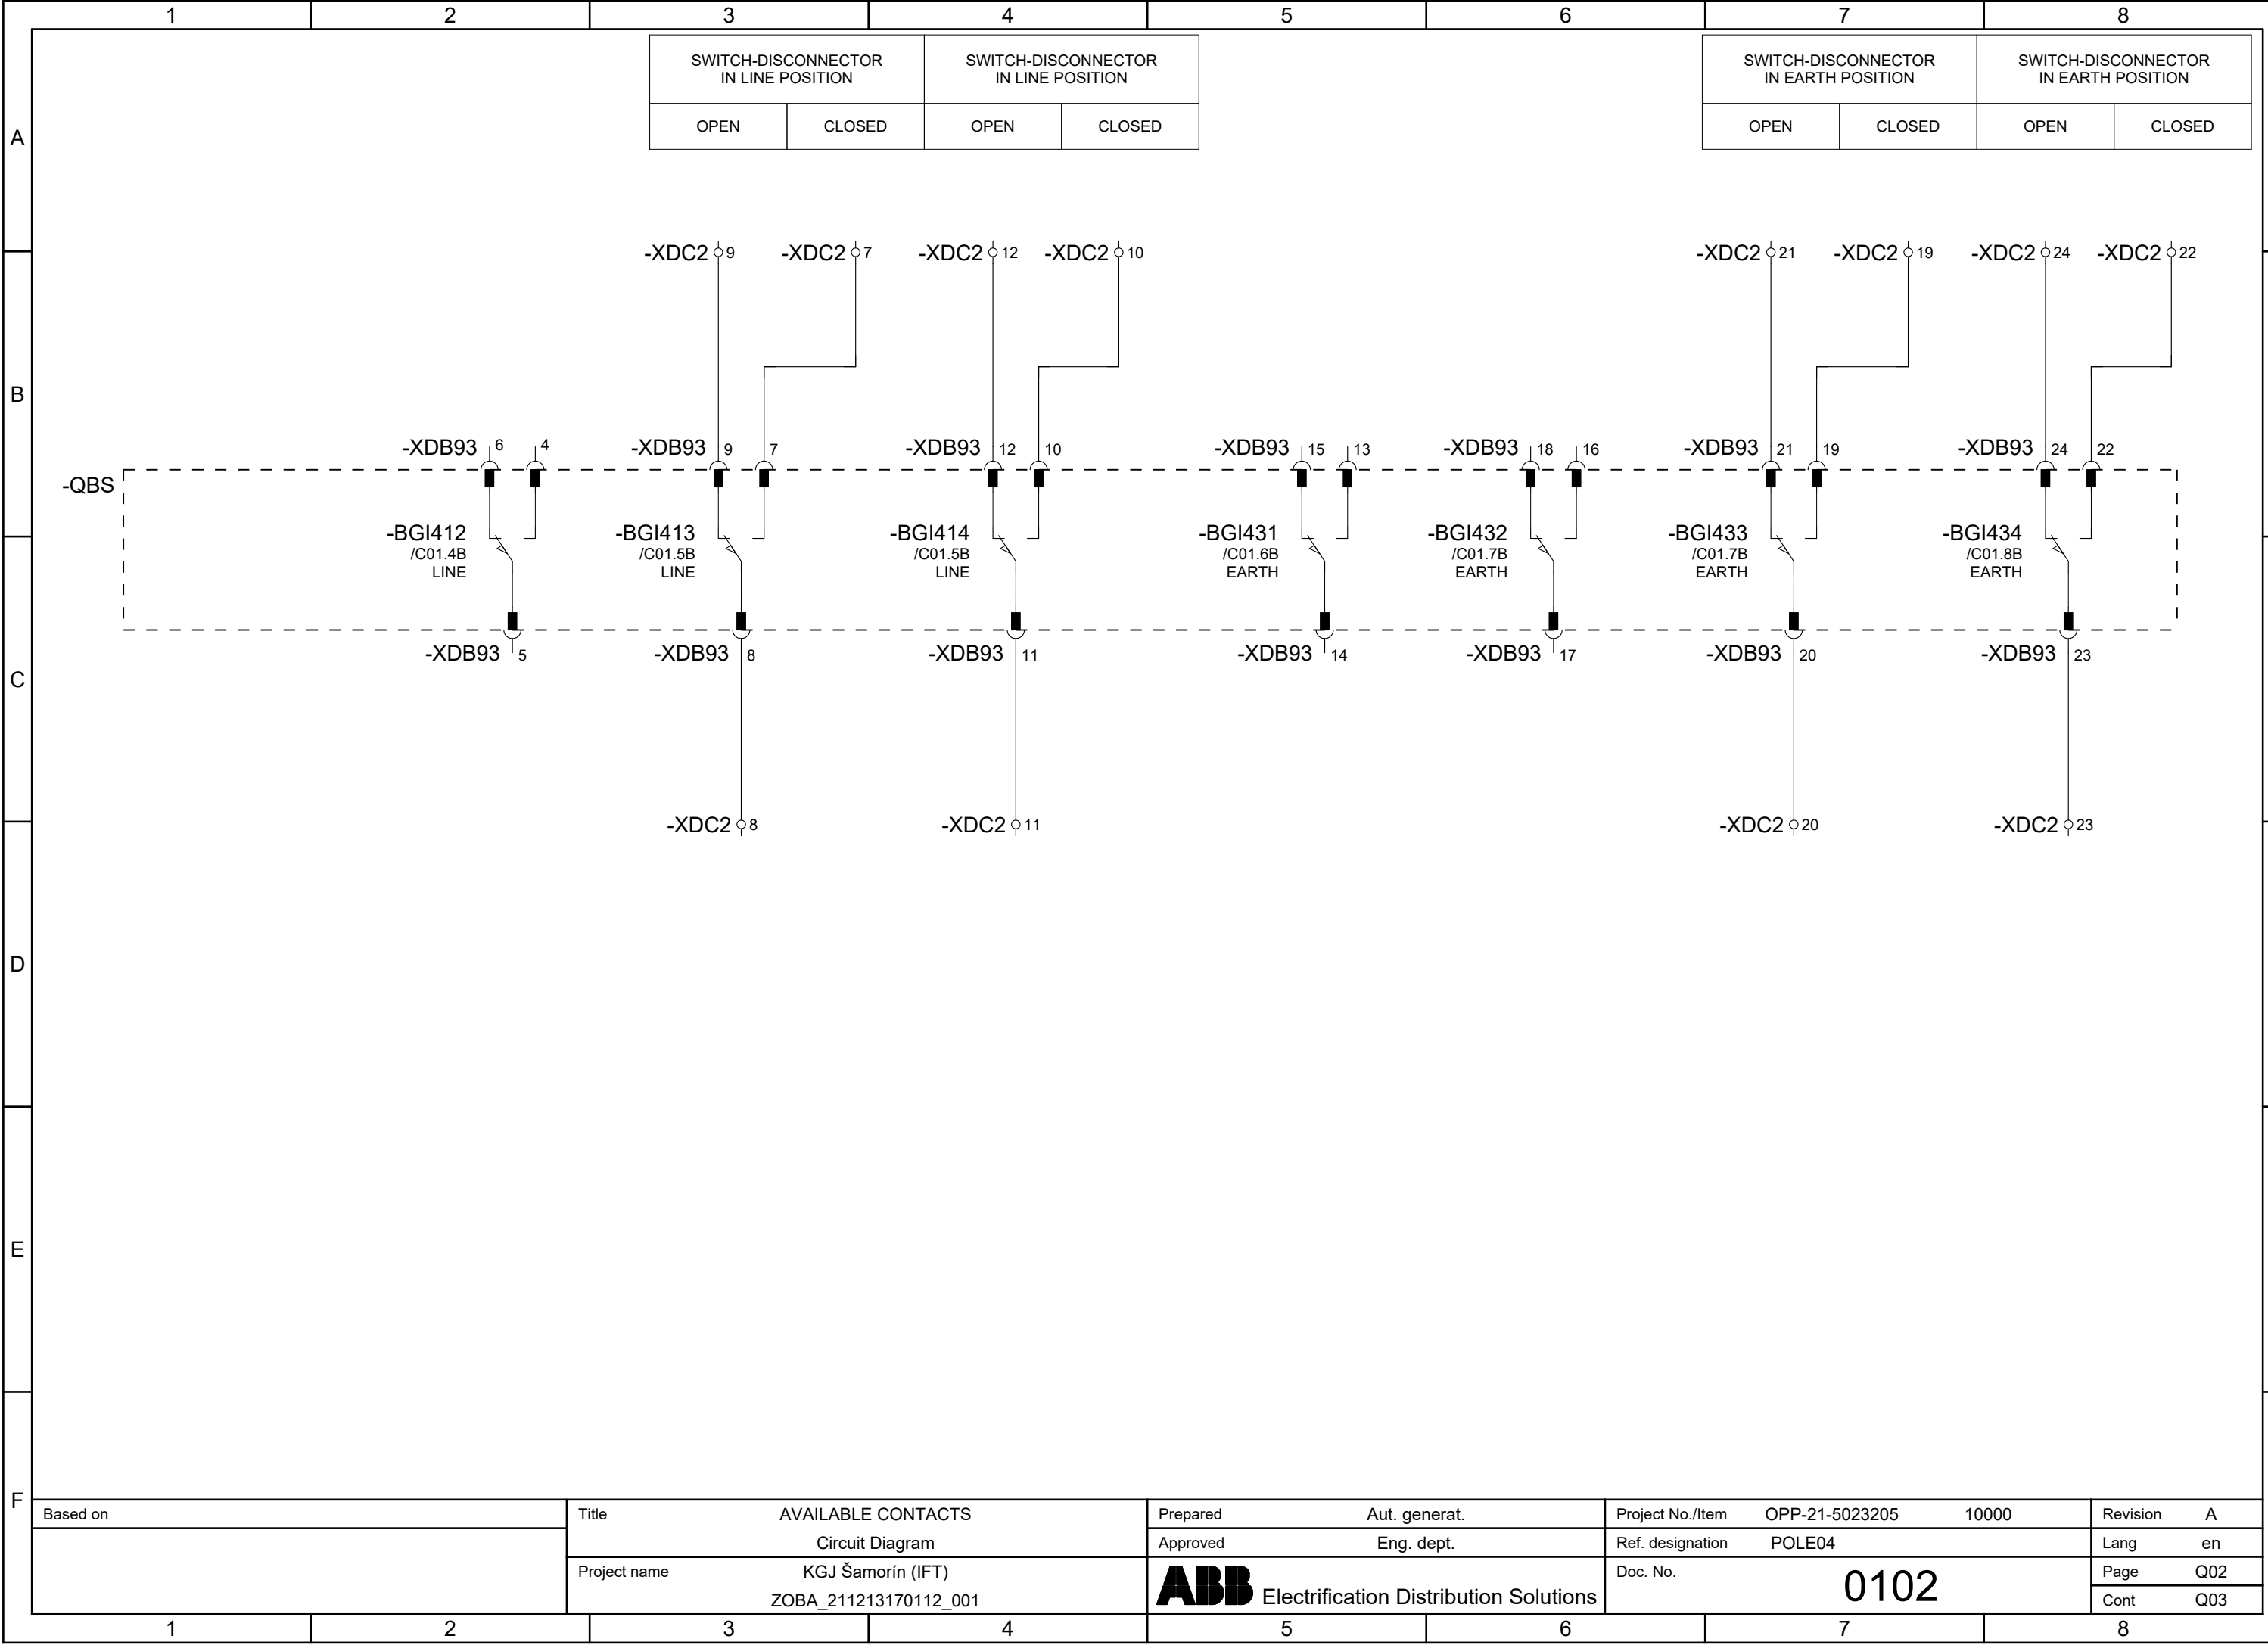 1 2 3 4 5 6 7 8
SWITCH-DISCONNECTOR
IN LINE POSITION
SWITCH-DISCONNECTOR
IN LINE POSITION
SWITCH-DISCONNECTOR
IN EARTH POSITION
SWITCH-DISCONNECTOR
IN EARTH POSITION
OPEN CLOSED OPEN CLOSED OPEN CLOSED OPEN CLOSED
A
-XDC2 9 -XDC2 7 -XDC2 12 -XDC2 10 -XDC2 21 -XDC2 19 -XDC2 24 -XDC2 22
B
-XDB93 6 4 -XDB93 9 7 -XDB93 12 10 -XDB93 15 13 -XDB93 18 16 -XDB93 21 19 -XDB93 24 22
-QBS
-BGI412 -BGI413 -BGI414 -BGI431 -BGI432 -BGI433 -BGI434
/C01.4B /C01.5B /C01.5B /C01.6B /C01.7B /C01.7B /C01.8B
LINE LINE LINE EARTH EARTH EARTH EARTH
-XDB93 5 -XDB93 8 -XDB93 11 -XDB93 14 -XDB93 17 -XDB93 20 -XDB93 23
C
-XDC2 8 -XDC2 11 -XDC2 20 -XDC2 23
D
E
F
Based on
Title AVAILABLE CONTACTS
Circuit Diagram
Project name KGJ Šamorín (IFT)
ZOBA_211213170112_001
Prepared Aut. generat.
Approved Eng. dept.
ABB Electrification Distribution Solutions
Project No./Item OPP-21-5023205 10000
Ref. designation POLE04
Doc. No. 0102
Revision A
Lang en
Page Q02
Cont Q03
1 2 3 4 5 6 7 8